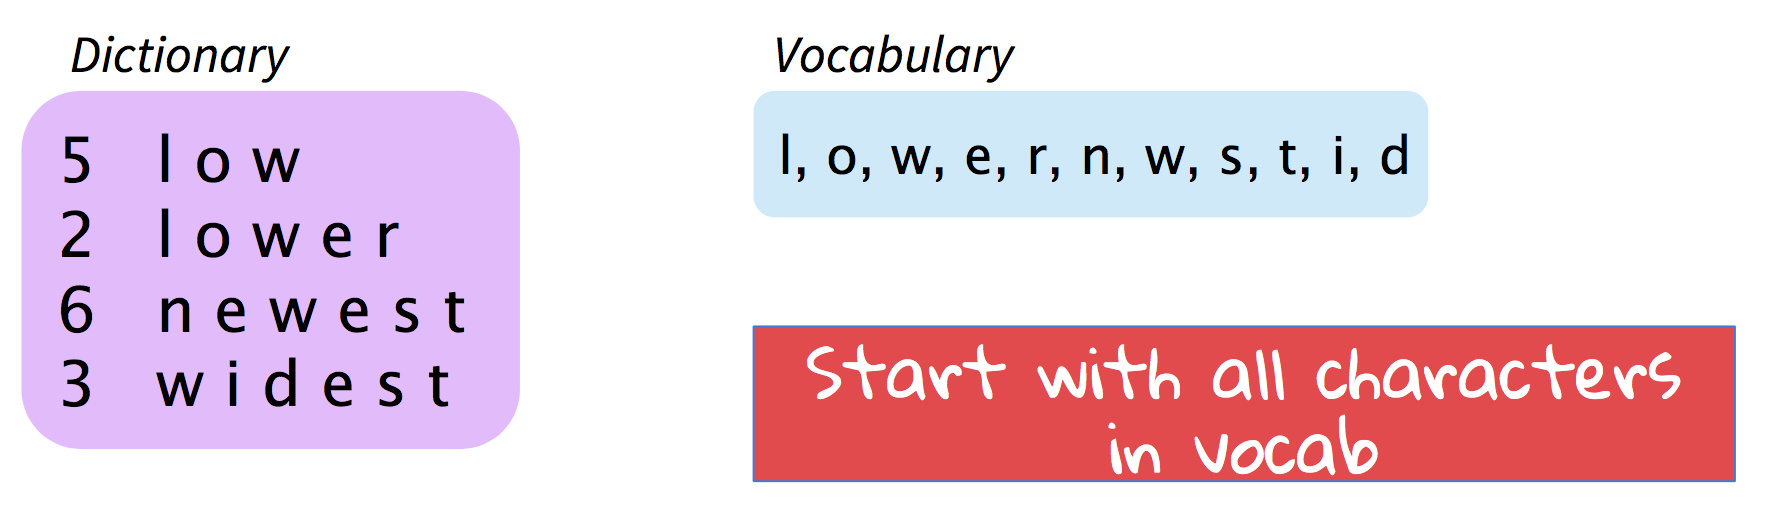 Dictionary
5 l o w
2 l o w e r
6 n e w e s t
3 w i d e s t
Vocabulary
l, o, w, e, r, n, w, s, t, i, d
Start with all characters
in vocab